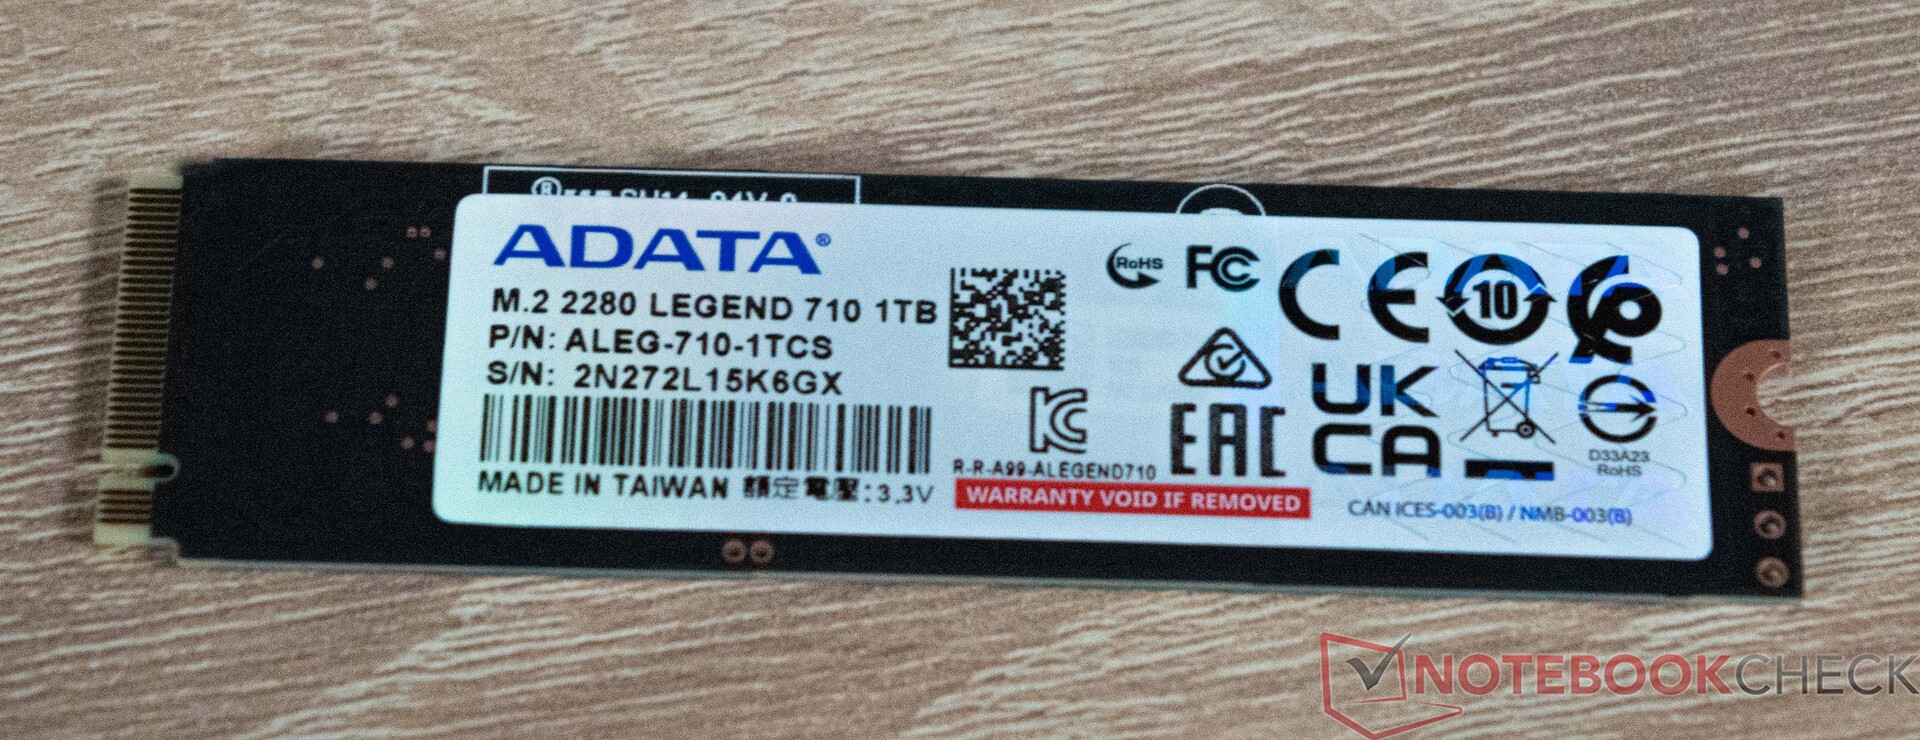 ADATA®
M.2 2280 LEGEND 710 1TB
P/N: ALEG-710-1TCS
S/N: 2N272L15K6GX
MADE IN TAIWAN 額定電壓:3.3V
RoHS
FC
CE
10
KC
R-R-A99-ALEGEND710
EAC
UK
CA
D33A23
RoHS
WARRANTY VOID IF REMOVED
CAN ICES-003(B) / NMB-003(B)
NOTEBOOKCHECK